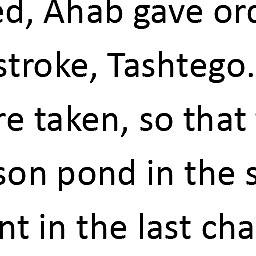 ed, Ahab gave ord
stroke, Tashtego.
re taken, so that
son pond in the s
nt in the last cha